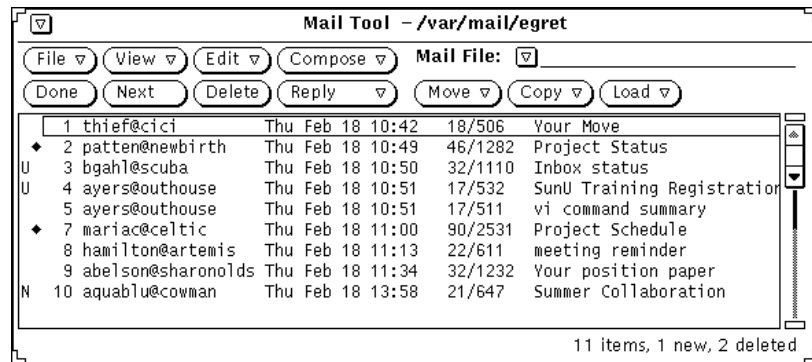 Mail Tool – /var/mail/egret
File View Edit Compose Mail File:
Done Next Delete Reply Move Copy Load
1 thief@cici Thu Feb 18 10:42 18/506 Your Move
2 patten@newbirth Thu Feb 18 10:49 46/1282 Project Status
U 3 bgahl@scuba Thu Feb 18 10:50 32/1110 Inbox status
U 4 ayers@outhouse Thu Feb 18 10:51 17/532 SunU Training Registration
5 ayers@outhouse Thu Feb 18 10:51 17/511 vi command summary
7 mariac@celtic Thu Feb 18 11:00 90/2531 Project Schedule
8 hamilton@artemis Thu Feb 18 11:13 22/611 meeting reminder
9 abelson@sharonolds Thu Feb 18 11:34 32/1232 Your position paper
N 10 aquablu@cowman Thu Feb 18 13:58 21/647 Summer Collaboration
11 items, 1 new, 2 deleted